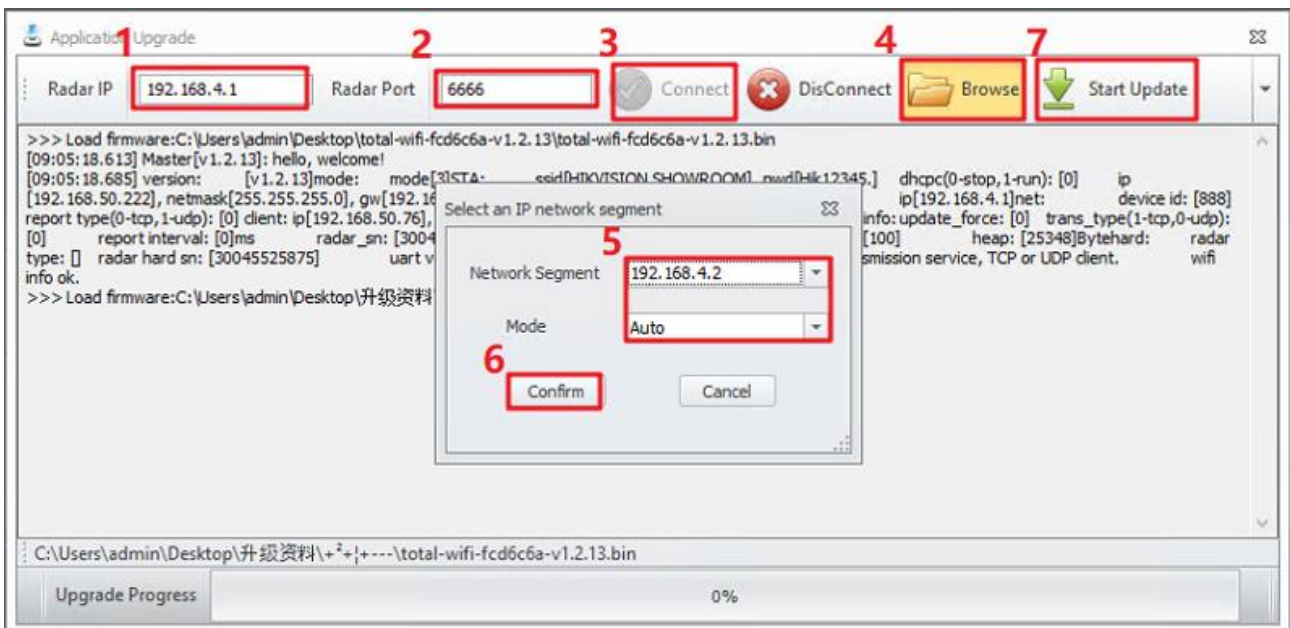 1 2 3 4 7
Application Upgrade
Radar IP 192.168.4.1 Radar Port 6666 Connect DisConnect Browse Start Update
>>> Load firmware:C:\Users\admin\Desktop\total-wifi-fcd6c6a-v1.2.13\total-wifi-fcd6c6a-v1.2.13.bin
[09:05:18.613] Master[v1.2.13]: hello, welcome!
[09:05:18.685] version: [v1.2.13]mode: mode[3]STA: ssid[HIKVISION SHOWROOM], pwd[Hik12345.] dhcpc(0-stop,1-run): [0] ip
[192.168.50.222], netmask[255.255.255.0], gw[192.16 ip[192.168.4.1]net: device id: [888]
report type(0-tcp,1-udp): [0] client: ip[192.168.50.76], info: update_force: [0] trans_type(1-tcp,0-udp):
[0] report interval: [0]ms radar_sn: [3004 [100] heap: [25348]Bytehard: radar
type: [] radar hard sn: [30045525875] uart v smission service, TCP or UDP client. wifi
info ok.
>>> Load firmware:C:\Users\admin\Desktop\升级资料
Select an IP network segment
5
Network Segment 192.168.4.2
Mode Auto
6
Confirm Cancel
C:\Users\admin\Desktop\升级资料\+²+¦+---\total-wifi-fcd6c6a-v1.2.13.bin
Upgrade Progress 0%